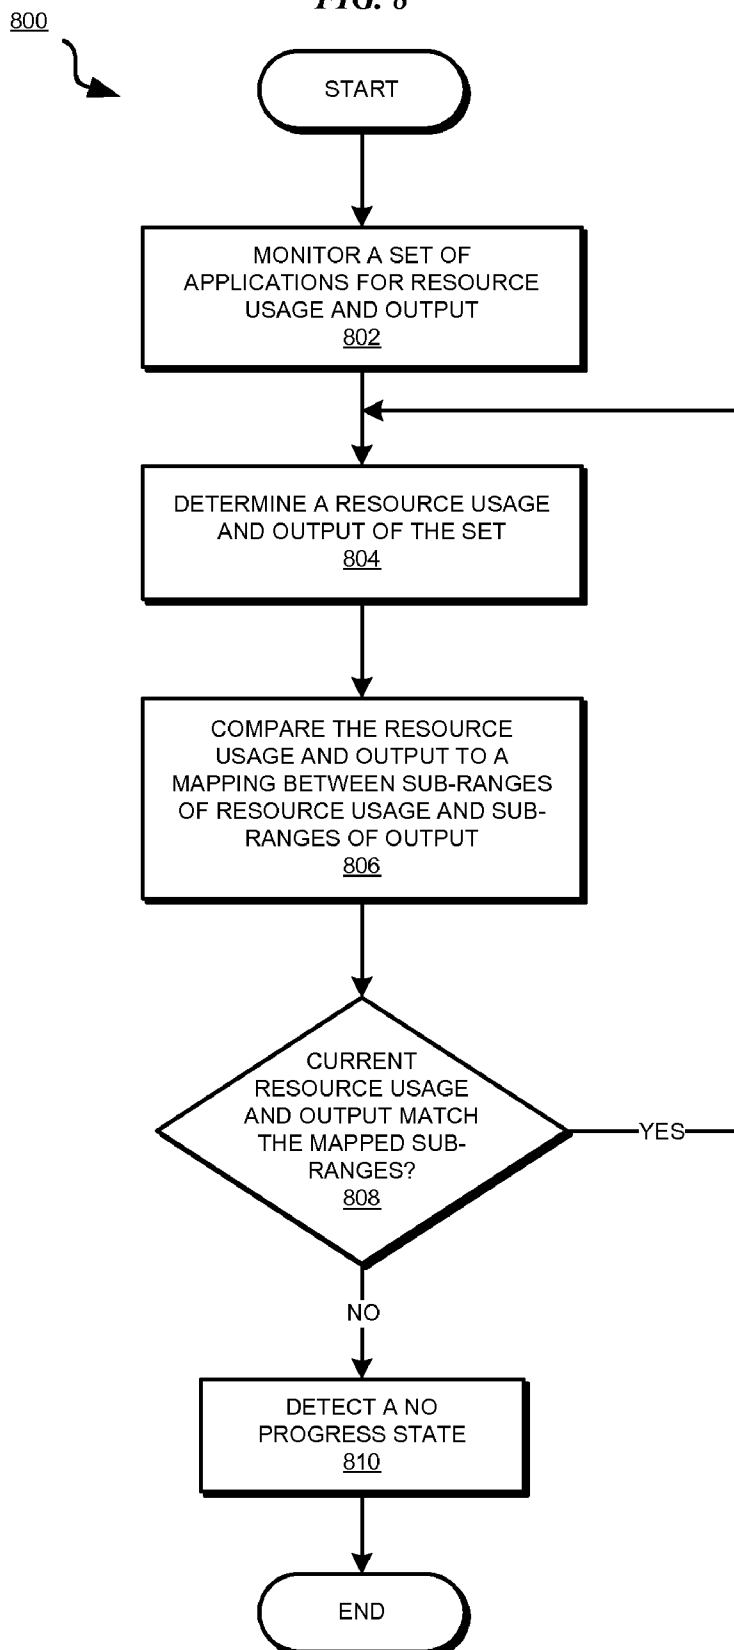 FIG. 8
800
START
MONITOR A SET OF
APPLICATIONS FOR RESOURCE
USAGE AND OUTPUT
802
DETERMINE A RESOURCE USAGE
AND OUTPUT OF THE SET
804
COMPARE THE RESOURCE
USAGE AND OUTPUT TO A
MAPPING BETWEEN SUB-RANGES
OF RESOURCE USAGE AND SUB-
RANGES OF OUTPUT
806
CURRENT
RESOURCE USAGE
AND OUTPUT MATCH
THE MAPPED SUB-
RANGES?
808
YES
NO
DETECT A NO
PROGRESS STATE
810
END